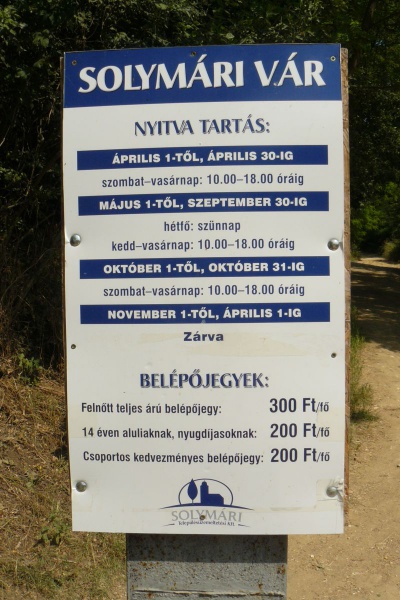 SOLYMÁRI VÁR
NYITVA TARTÁS:
ÁPRILIS 1-TŐL, ÁPRILIS 30-IG
szombat–vasárnap: 10.00–18.00 óráig
MÁJUS 1-TŐL, SZEPTEMBER 30-IG
hétfő: szünnap
kedd–vasárnap: 10.00–18.00 óráig
OKTÓBER 1-TŐL, OKTÓBER 31-IG
szombat–vasárnap: 10.00–18.00 óráig
NOVEMBER 1-TŐL, ÁPRILIS 1-IG
Zárva
BELÉPŐJEGYEK:
Felnőtt teljes árú belépőjegy: 300 Ft/fő
14 éven aluliaknak, nyugdíjasoknak: 200 Ft/fő
Csoportos kedvezményes belépőjegy: 200 Ft/fő
SOLYMÁRI
településüzemeltetési Kft.